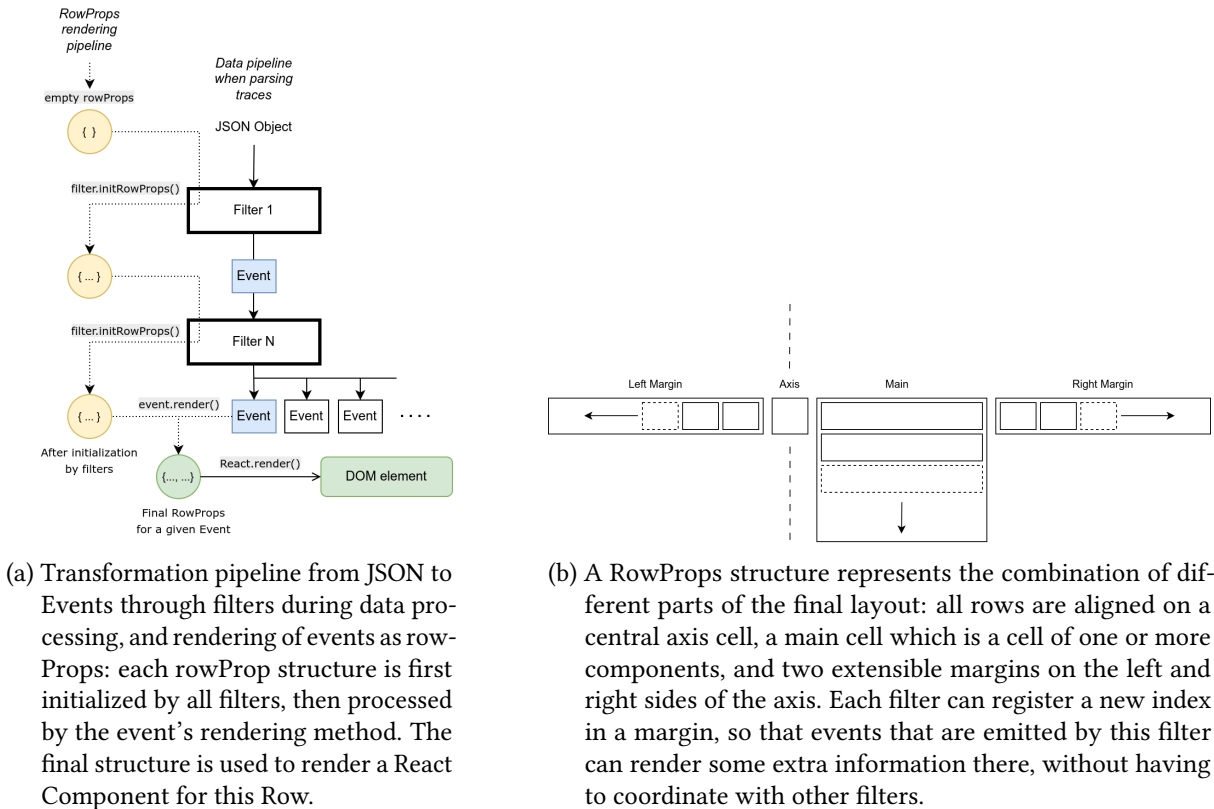 RowProps
rendering
pipeline
Data pipeline
when parsing
traces
empty rowProps
{ }
JSON Object
filter.initRowProps()
Filter 1
{ ... }
Event
filter.initRowProps()
Filter N
{ ... }
event.render()
Event
Event
Event
. . . .
After initialization
by filters
{..., ...}
React.render()
DOM element
Final RowProps
for a given Event
(a) Transformation pipeline from JSON to
Events through filters during data pro-
cessing, and rendering of events as row-
Props: each rowProp structure is first
initialized by all filters, then processed
by the event's rendering method. The
final structure is used to render a React
Component for this Row.
Left Margin
Axis
Main
Right Margin
(b) A RowProps structure represents the combination of dif-
ferent parts of the final layout: all rows are aligned on a
central axis cell, a main cell which is a cell of one or more
components, and two extensible margins on the left and
right sides of the axis. Each filter can register a new index
in a margin, so that events that are emitted by this filter
can render some extra information there, without having
to coordinate with other filters.